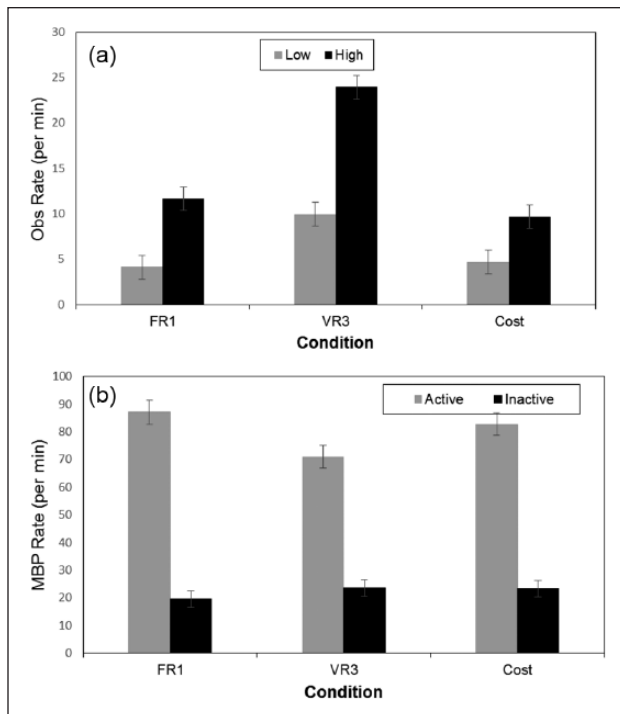 (a)
Low High
Obs Rate (per min)
30
25
20
15
10
5
0
FR1 VR3 Cost
Condition
(b)
Active Inactive
MBP Rate (per min)
100
90
80
70
60
50
40
30
20
10
0
FR1 VR3 Cost
Condition